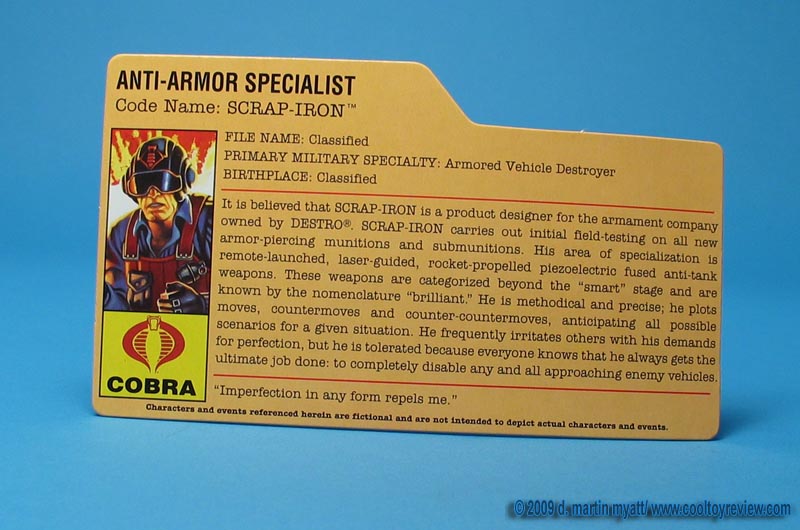 ANTI-ARMOR SPECIALIST
Code Name: SCRAP-IRON™
FILE NAME: Classified
PRIMARY MILITARY SPECIALTY: Armored Vehicle Destroyer
BIRTHPLACE: Classified
It is believed that SCRAP-IRON is a product designer for the armament company
owned by DESTRO®. SCRAP-IRON carries out initial field-testing on all new
armor-piercing munitions and submunitions. His area of specialization is
remote-launched, laser-guided, rocket-propelled piezoelectric fused anti-tank
weapons. These weapons are categorized beyond the “smart” stage and are
known by the nomenclature “brilliant.” He is methodical and precise; he plots
moves, countermoves and counter-countermoves, anticipating all possible
scenarios for a given situation. He frequently irritates others with his demands
for perfection, but he is tolerated because everyone knows that he always gets the
ultimate job done: to completely disable any and all approaching enemy vehicles.
COBRA
“Imperfection in any form repels me.”
Characters and events referenced herein are fictional and are not intended to depict actual characters and events.
©2009 d. martin myatt/ www.cooltoyreview.com